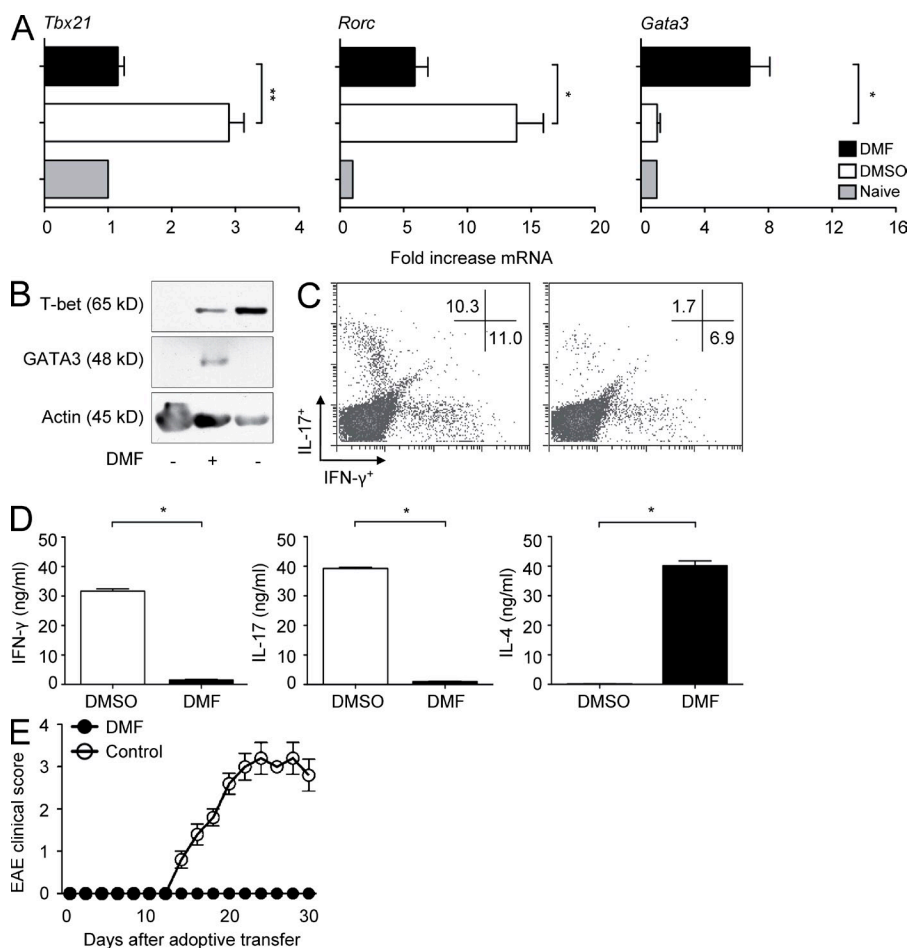 A
Tbx21
Rorc
Gata3
**
*
*
DMF
DMSO
Naive
0 1 2 3 4
0 5 10 15 20
0 4 8 12 16
Fold increase mRNA
B
T-bet (65 kD)
GATA3 (48 kD)
Actin (45 kD)
DMF - + -
C
10.3
11.0
1.7
6.9
IL-17+
IFN-γ+
D
*
*
*
IFN-γ (ng/ml)
50
40
30
20
10
0
DMSO DMF
IL-17 (ng/ml)
50
40
30
20
10
0
DMSO DMF
IL-4 (ng/ml)
50
40
30
20
10
0
DMSO DMF
E
DMF
Control
EAE clinical score
4
3
2
1
0
0 10 20 30
Days after adoptive transfer